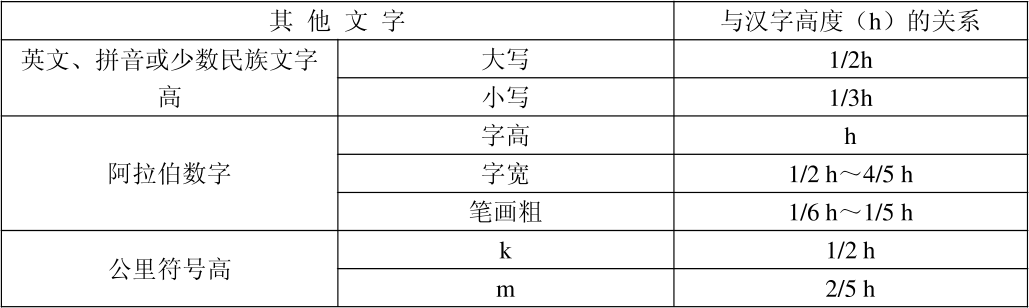 其 他 文 字 与汉字高度（h）的关系
英文、拼音或少数民族文字高 大写 1/2h
小写 1/3h
阿拉伯数字 字高 h
字宽 1/2 h～4/5 h
笔画粗 1/6 h～1/5 h
公里符号高 k 1/2 h
m 2/5 h